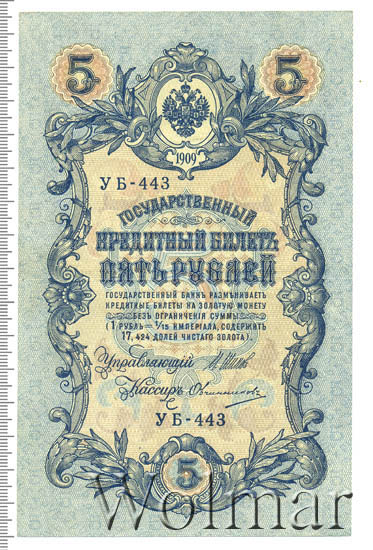 5 5
1909
УБ-443
ГОСУДАРСТВЕННЫЙ
КРЕДИТНЫЙ БИЛЕТЪ
ПЯТЬ РУБЛЕЙ
ГОСУДАРСТВЕННЫЙ БАНКЪ РАЗМѢНИВАЕТЪ
КРЕДИТНЫЕ БИЛЕТЫ НА ЗОЛОТУЮ МОНЕТУ
БЕЗЪ ОГРАНИЧЕНІЯ СУММЫ
(1 РУБЛЬ = 1/15 ИМПЕРІАЛА, СОДЕРЖИТЪ
17,424 ДОЛЕЙ ЧИСТАГО ЗОЛОТА).
Управляющій И. Шиповъ
Кассиръ Овчинниковъ
УБ-443
5
Wolmar